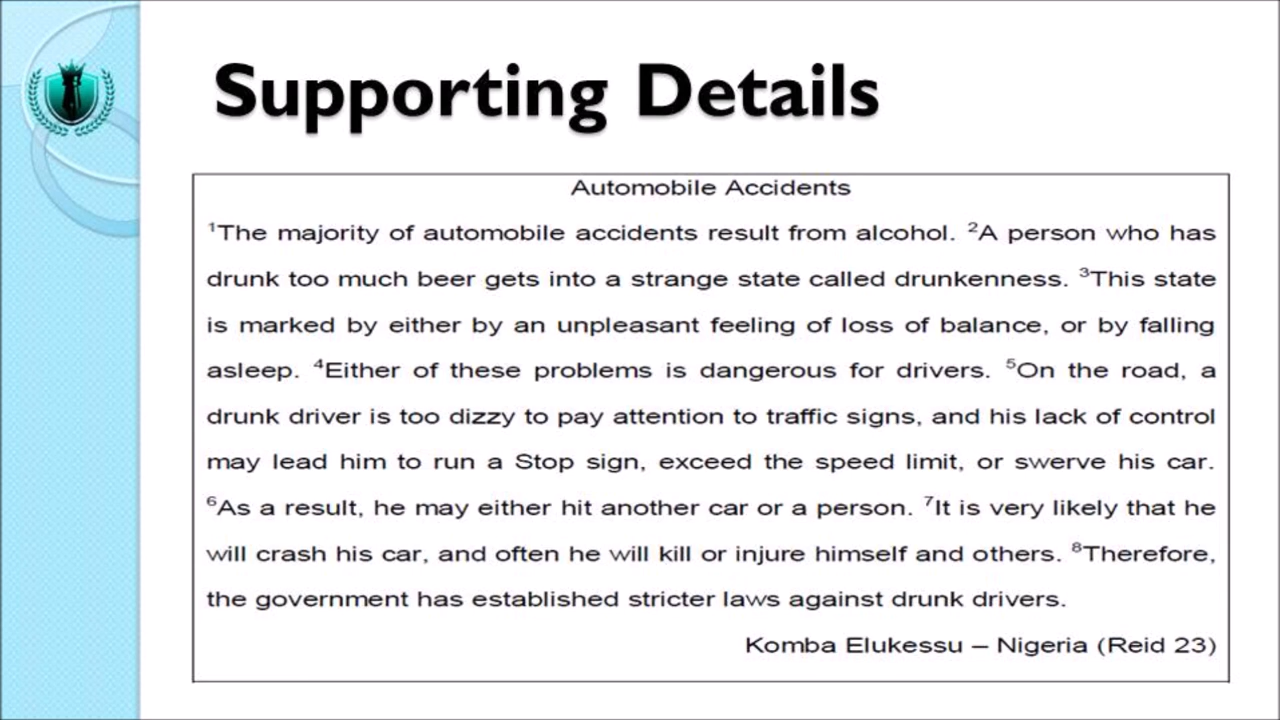 Supporting Details
Automobile Accidents
¹The majority of automobile accidents result from alcohol. ²A person who has
drunk too much beer gets into a strange state called drunkenness. ³This state
is marked by either by an unpleasant feeling of loss of balance, or by falling
asleep. ⁴Either of these problems is dangerous for drivers. ⁵On the road, a
drunk driver is too dizzy to pay attention to traffic signs, and his lack of control
may lead him to run a Stop sign, exceed the speed limit, or swerve his car.
⁶As a result, he may either hit another car or a person. ⁷It is very likely that he
will crash his car, and often he will kill or injure himself and others. ⁸Therefore,
the government has established stricter laws against drunk drivers.
Komba Elukessu – Nigeria (Reid 23)